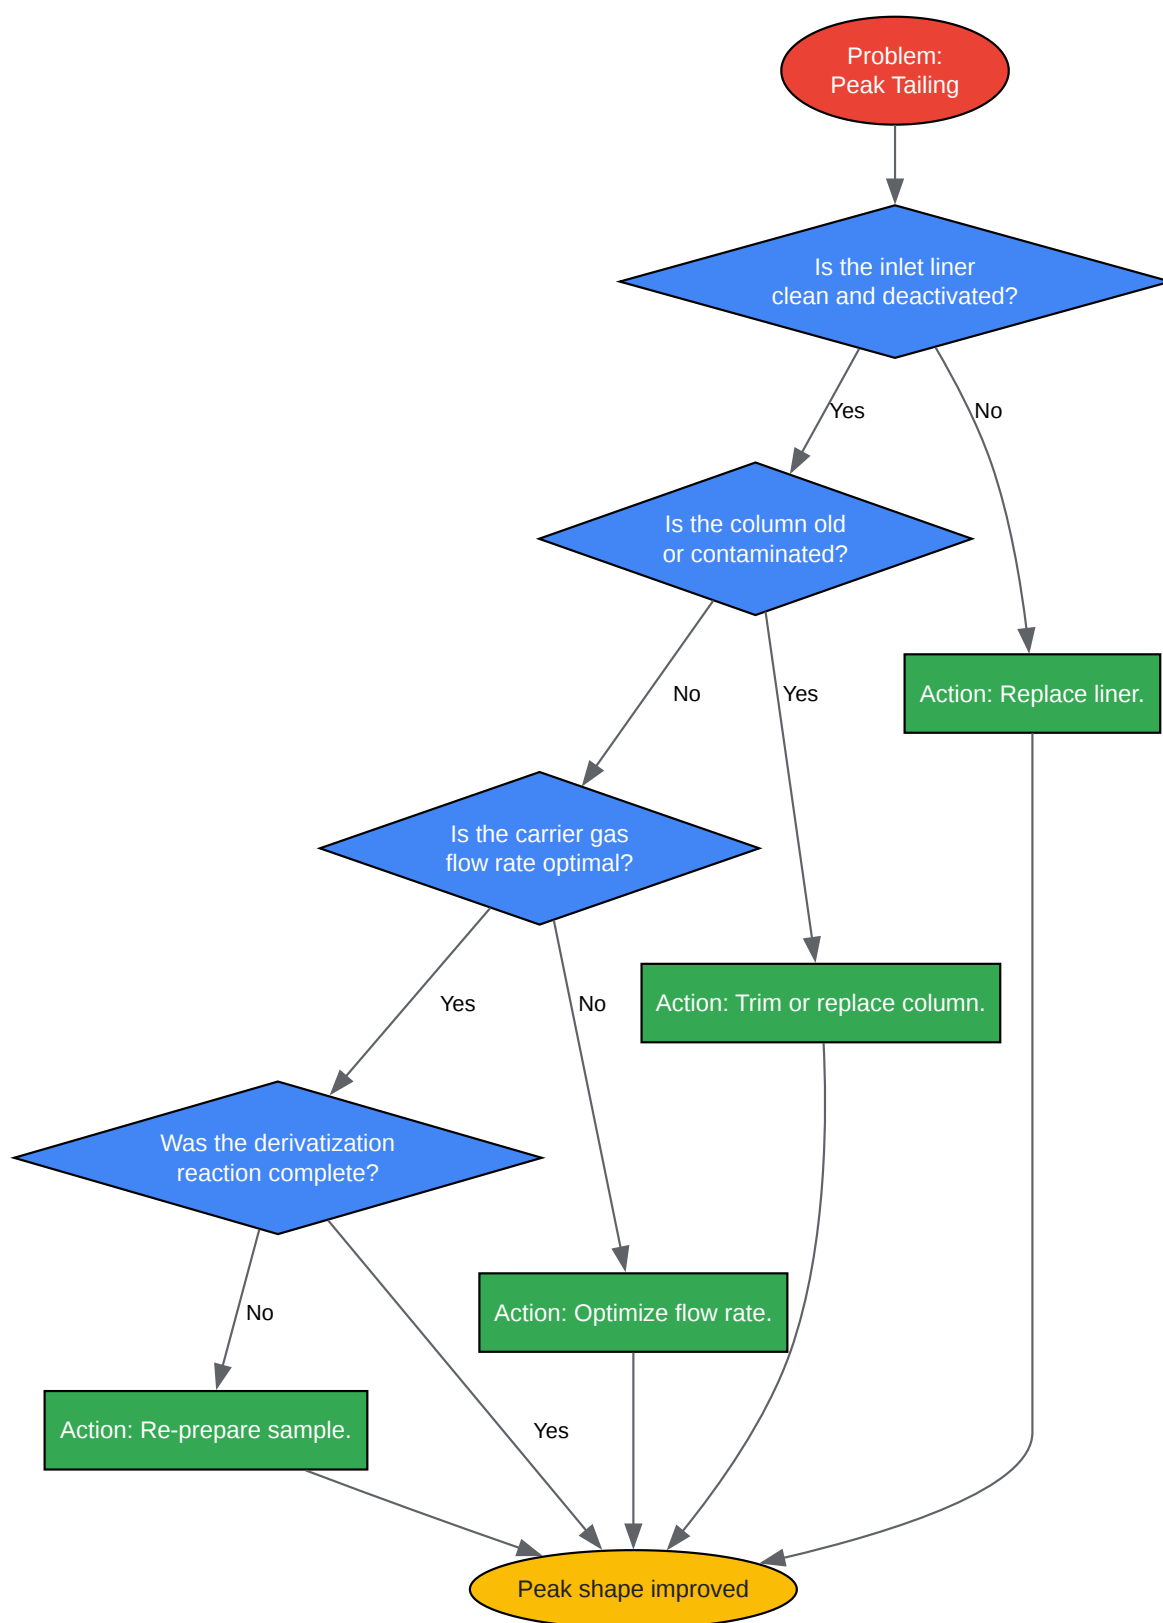 Problem:
Peak Tailing
Is the inlet liner
clean and deactivated?
Yes
No
Is the column old
or contaminated?
No
Yes
Action: Replace liner.
Is the carrier gas
flow rate optimal?
Yes
No
Action: Trim or replace column.
Was the derivatization
reaction complete?
No
Action: Optimize flow rate.
Action: Re-prepare sample.
Yes
Peak shape improved